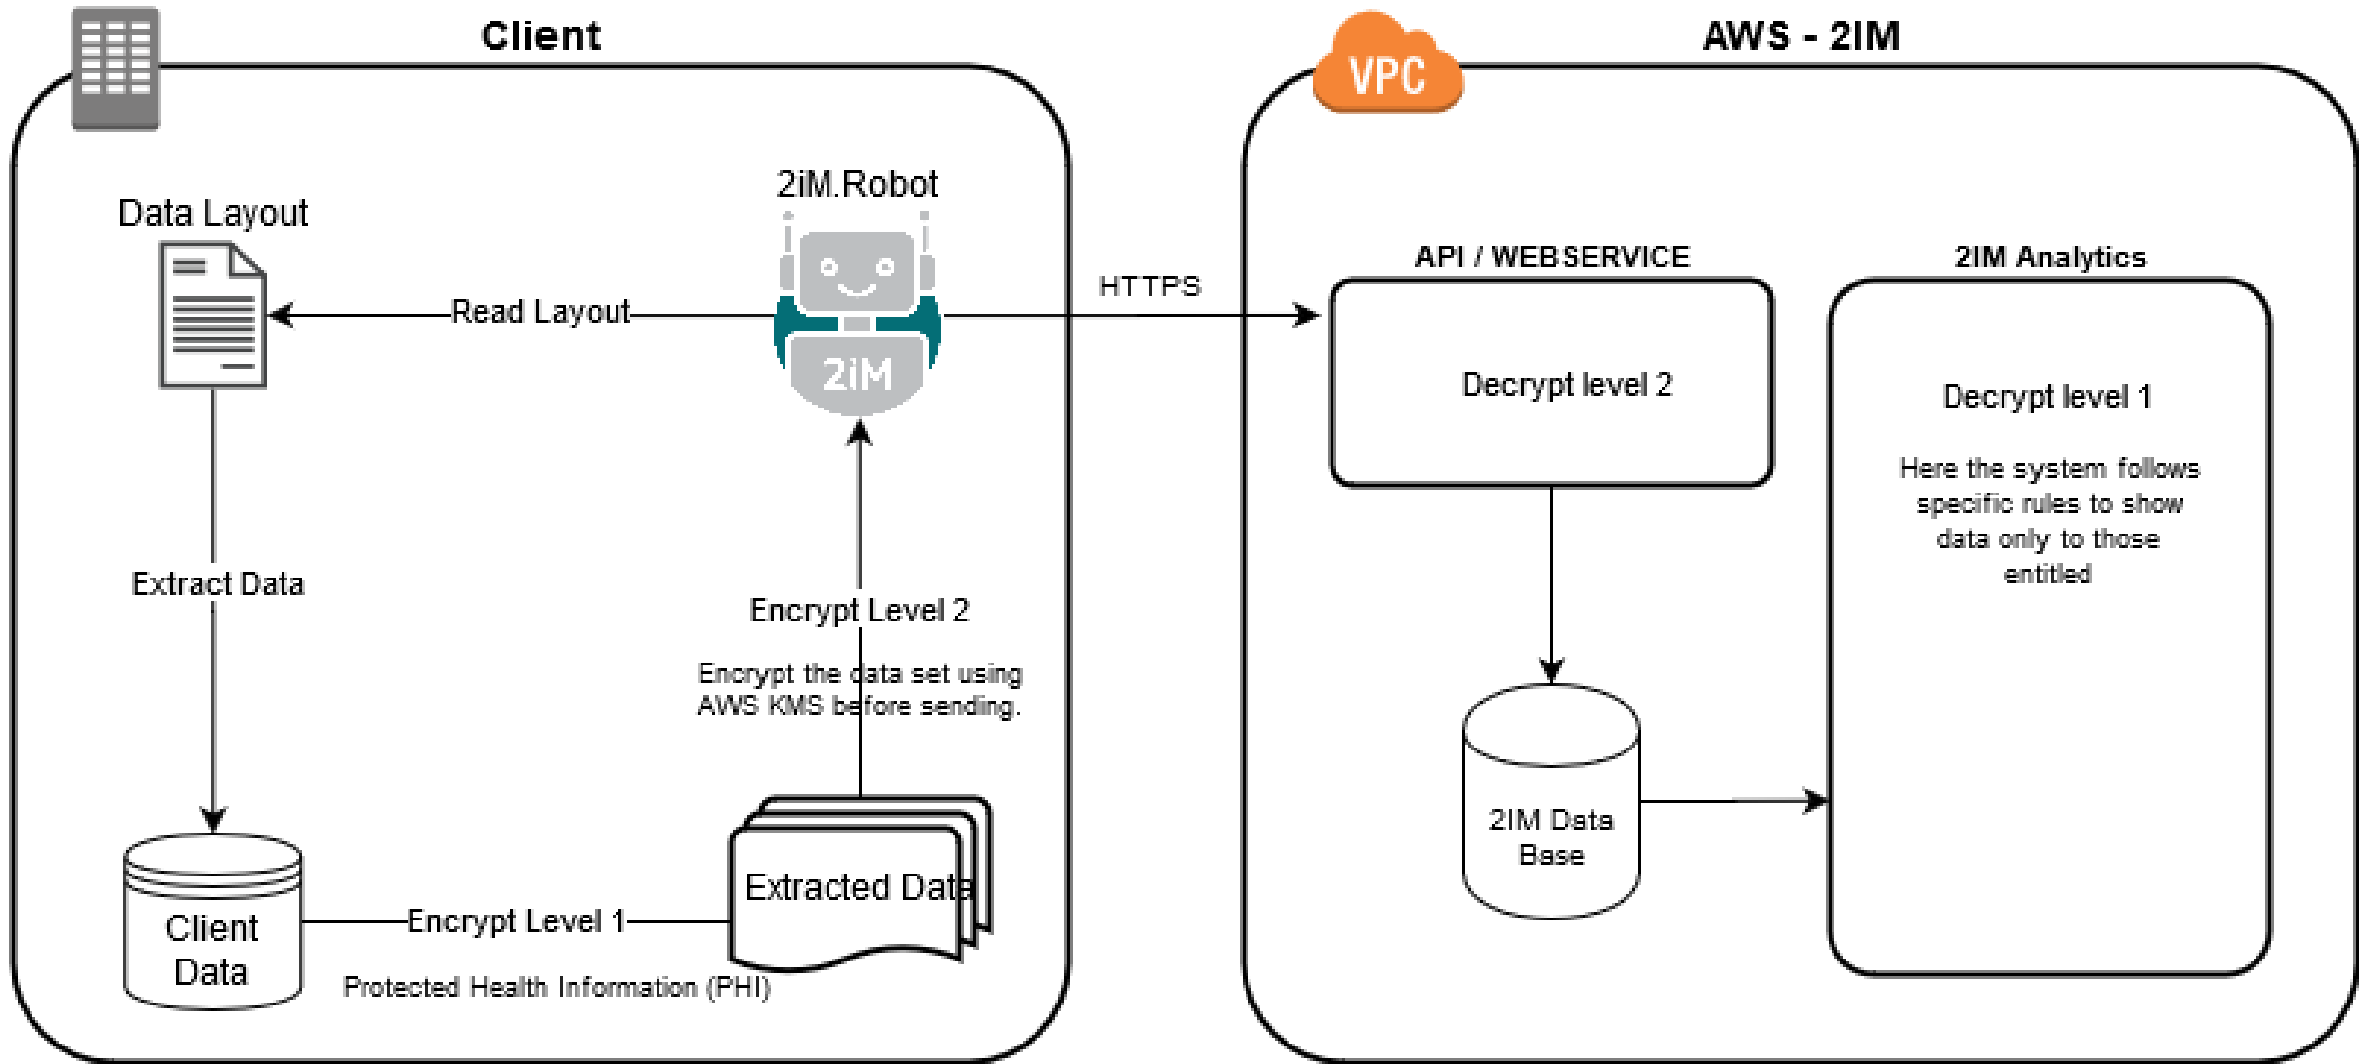 Client
AWS - 2IM
VPC
2iM.Robot
Data Layout
2iM
Read Layout
HTTPS
Extract Data
Encrypt Level 2
Encrypt the data set using
AWS KMS before sending.
Extracted Data
Client
Data
Encrypt Level 1
Protected Health Information (PHI)
API / WEBSERVICE
Decrypt level 2
2IM Data
Base
2IM Analytics
Decrypt level 1
Here the system follows
specific rules to show
data only to those
entitled